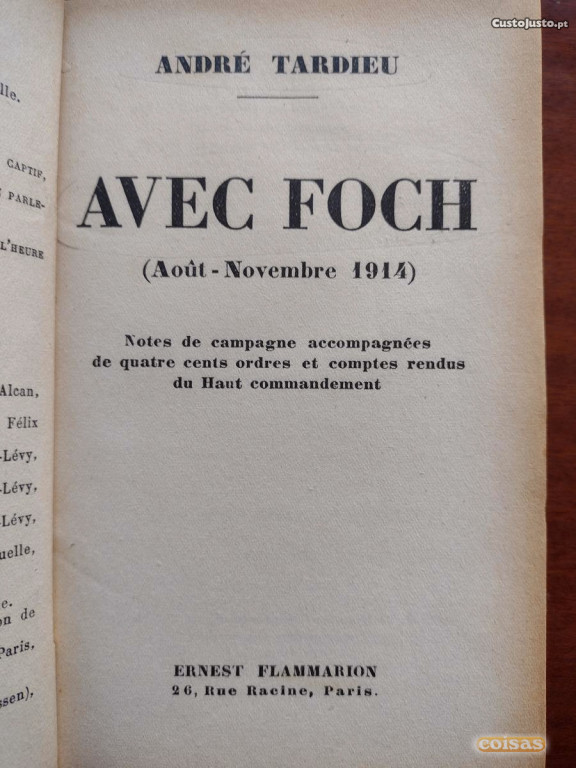 lle.
CAPTIF,
PARLE-
L'HEURE
Alcan,
Félix
-Lévy,
-Lévy,
-Lévy,
uelle,
e.
on de
Paris,
ssen),
ANDRÉ TARDIEU
AVEC FOCH
(Août - Novembre 1914)
Notes de campagne accompagnées
de quatre cents ordres et comptes rendus
du Haut commandement
ERNEST FLAMMARION
26, Rue Racine, Paris.
CustoJusto.pt
coisas